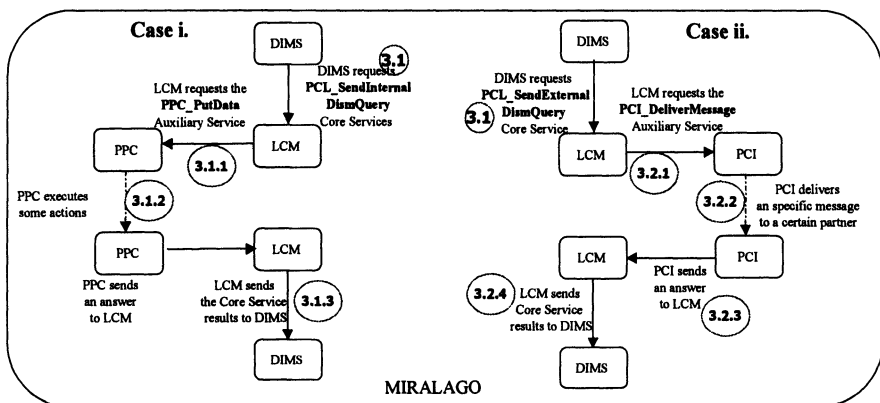 Case i.
DIMS
3.1
DIMS requests
PCL_SendInternal
DismQuery
Core Services
LCM requests the
PPC_PutData
Auxiliary Service
PPC
LCM
3.1.1
PPC executes
some actions
3.1.2
PPC
LCM
PPC sends
an answer
to LCM
LCM sends
the Core Service
results to DIMS
3.1.3
DIMS
Case ii.
DIMS
DIMS requests
PCL_SendExternal
DismQuery
Core Service
3.1
LCM requests the
PCI_DeliverMessage
Auxiliary Service
LCM
PCI
3.2.1
3.2.2
PCI delivers
an specific message
to a certain partner
LCM
PCI
PCI sends
an answer
to LCM
3.2.3
3.2.4
LCM sends
Core Service
results to DIMS
DIMS
MIRALAGO